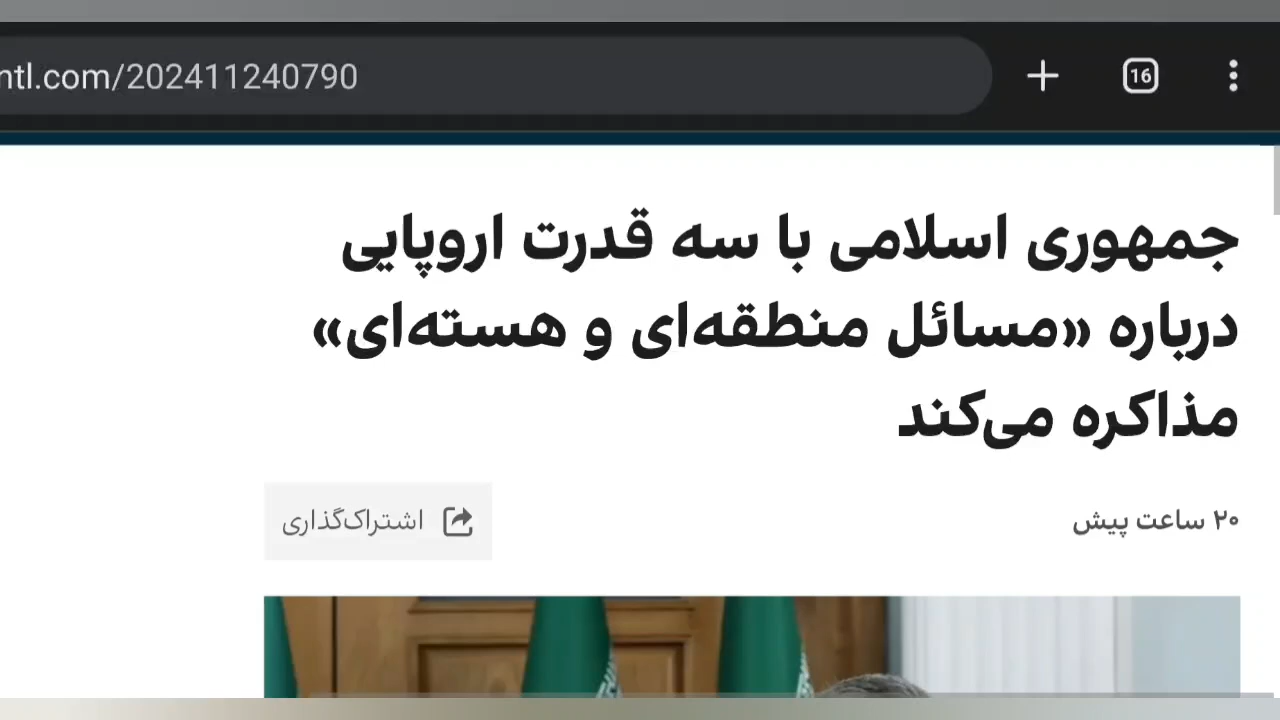 ntl.com/202411240790
16
جمهوری اسلامی با سه قدرت اروپایی
درباره «مسائل منطقه‌ای و هسته‌ای»
مذاکره می‌کند
۲۰ ساعت پیش
اشتراک‌گذاری